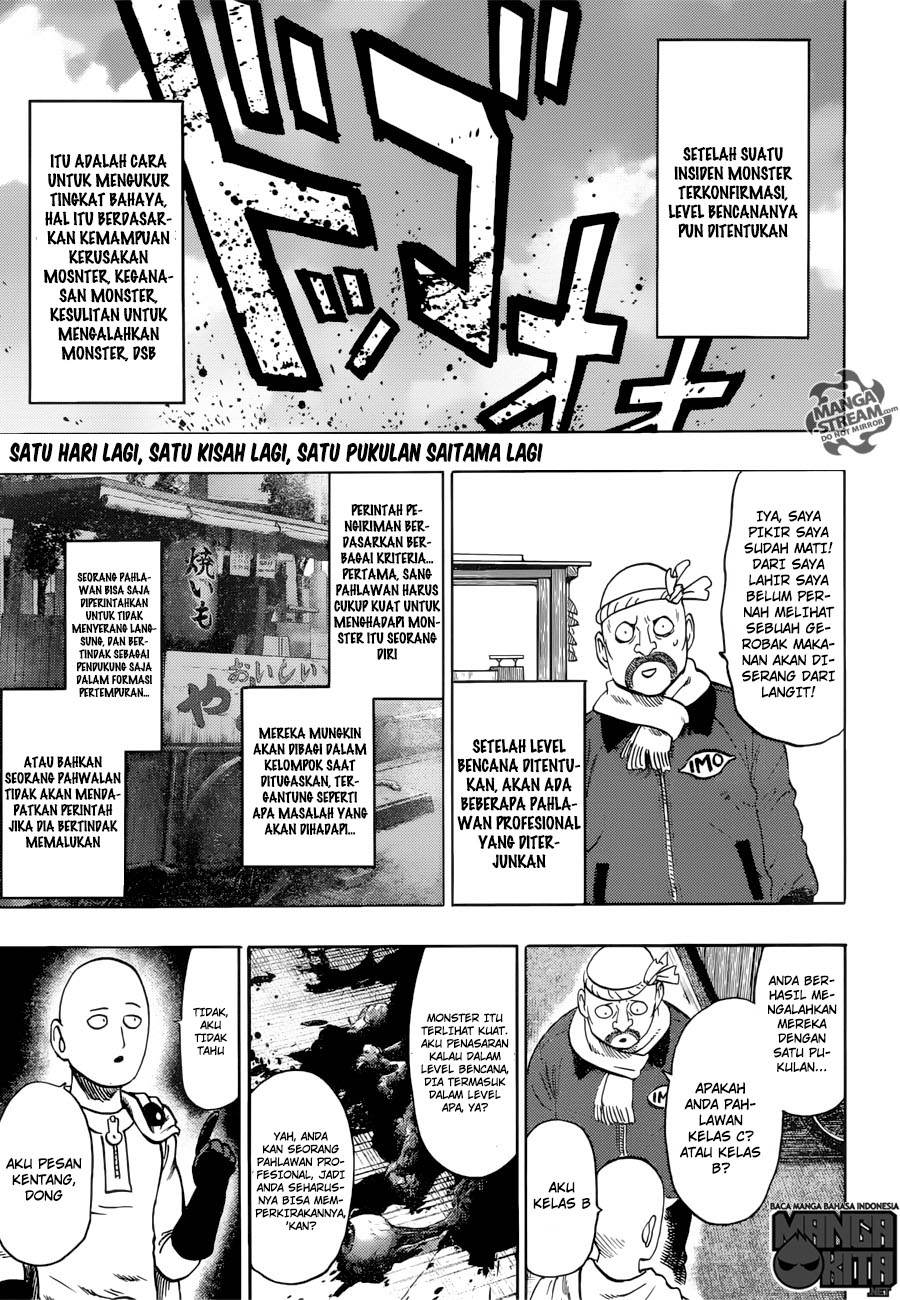 SETELAH SUATU
INSIDEN MONSTER
TERKONFIRMASI,
LEVEL BENCANANYA
PUN DITENTUKAN
ドゴォォ
ITU ADALAH CARA
UNTUK MENGUKUR
TINGKAT BAHAYA,
HAL ITU BERDASAR-
KAN KEMAMPUAN
KERUSAKAN
MOSNTER, KEGANA-
SAN MONSTER,
KESULITAN UNTUK
MENGALAHKAN
MONSTER, DSB
MANGA
STREAM.com
DO NOT MIRROR
SATU HARI LAGI, SATU KISAH LAGI, SATU PUKULAN SAITAMA LAGI
IYA, SAYA
PIKIR SAYA
SUDAH MATI!
DARI SAYA
LAHIR SAYA
BELUM PER-
NAH MELIHAT
SEBUAH GE-
ROBAK MAKA-
NAN AKAN DI-
SERANG DARI
LANGIT!
IMO
SETELAH LEVEL
BENCANA DITENTU-
KAN, AKAN ADA
BEBERAPA PAHLA-
WAN PROFESIONAL
YANG DITER-
JUNKAN
PERINTAH PE-
NGIRIMAN BER-
DASARKAN BER-
BAGAI KRITERIA...
PERTAMA, SANG
PAHLAWAN HARUS
CUKUP KUAT UNTUK
MENGHADAPI MON-
STER ITU SEORANG
DIRI
焼いも
おいしい
や
SEORANG PAHLA-
WAN BISA SAJA
DIPERINTAHKAN
UNTUK TIDAK
MENYERANG LANG-
SUNG, DAN BER-
TINDAK SEBAGAI
PENDUKUNG SAJA
DALAM FORMASI
PERTEMPURAN...
MEREKA MUNGKIN
AKAN DIBAGI DALAM
KELOMPOK SAAT
DITUGASKAN, TER-
GANTUNG SEPERTI
APA MASALAH YANG
AKAN DIHADAPI...
ATAU BAHKAN
SEORANG PAHWALAN
TIDAK AKAN MENDA-
PATKAN PERINTAH
JIKA DIA BERTINDAK
MEMALUKAN
ANDA BER-
HASIL ME-
NGALAHKAN
MEREKA
DENGAN
SATU PU-
KULAN...
APAKAH
ANDA PAH-
LAWAN
KELAS C?
ATAU KELAS
B?
IMO
AKU
KELAS B
MONSTER ITU
TERLIHAT KUAT.
AKU PENASARAN
KALAU DALAM
LEVEL BENCANA,
DIA TERMASUK
DALAM LEVEL
APA, YA?
YAH, ANDA
KAN SEORANG
PAHLAWAN PRO-
FESIONAL, JADI
ANDA SEHARUS-
NYA BISA MEM-
PERKIRAKANNYA,
'KAN?
TIDAK,
AKU
TIDAK
TAHU
AKU PESAN
KENTANG,
DONG
BACA MANGA BAHASA INDONESIA
MANGA
KITA
.NET